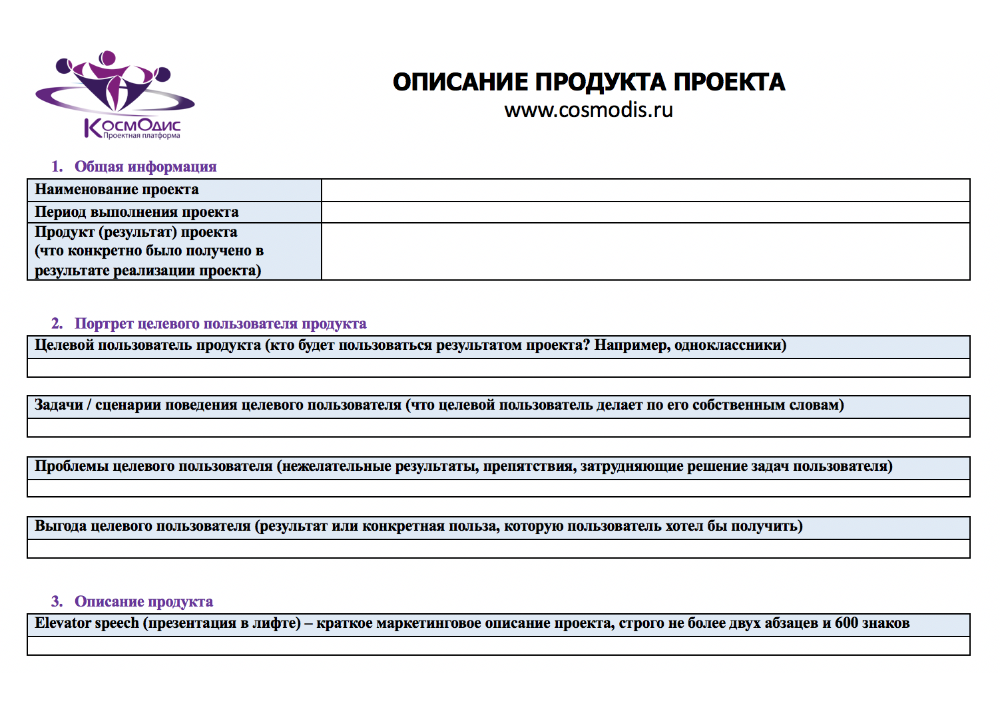 КосмОдис
Проектная платформа
ОПИСАНИЕ ПРОДУКТА ПРОЕКТА
www.cosmodis.ru
1. Общая информация
Наименование проекта
Период выполнения проекта
Продукт (результат) проекта
(что конкретно было получено в
результате реализации проекта)
2. Портрет целевого пользователя продукта
Целевой пользователь продукта (кто будет пользоваться результатом проекта? Например, одноклассники)
Задачи / сценарии поведения целевого пользователя (что целевой пользователь делает по его собственным словам)
Проблемы целевого пользователя (нежелательные результаты, препятствия, затрудняющие решение задач пользователя)
Выгода целевого пользователя (результат или конкретная польза, которую пользователь хотел бы получить)
3. Описание продукта
Elevator speech (презентация в лифте) – краткое маркетинговое описание проекта, строго не более двух абзацев и 600 знаков